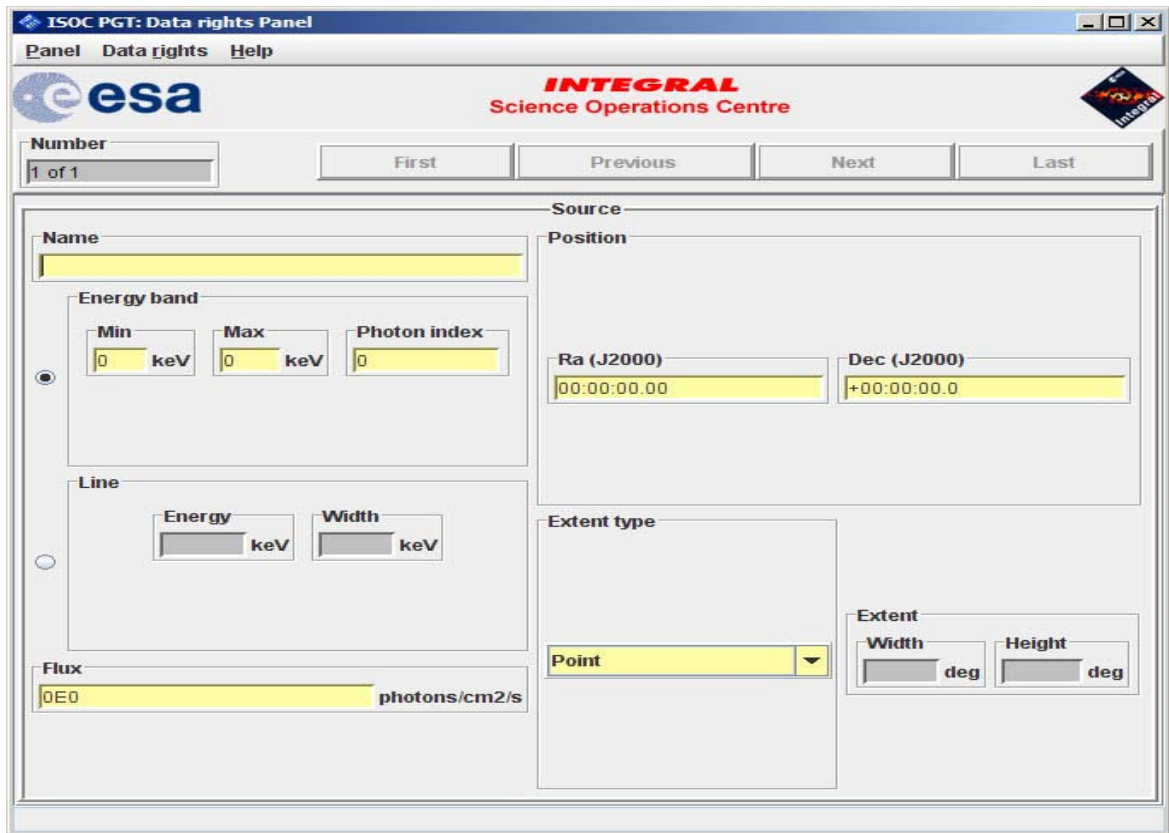 ISOC PGT: Data rights Panel
Panel Data rights Help
esa
INTEGRAL
Science Operations Centre
Integral
Number
1 of 1
First Previous Next Last
Source
Name
Energy band
Min Max Photon index
0 keV 0 keV 0
Line
Energy Width
keV keV
Flux
0E0 photons/cm2/s
Position
Ra (J2000) Dec (J2000)
00:00:00.00 +00:00:00.0
Extent type
Point
Extent
Width Height
deg deg